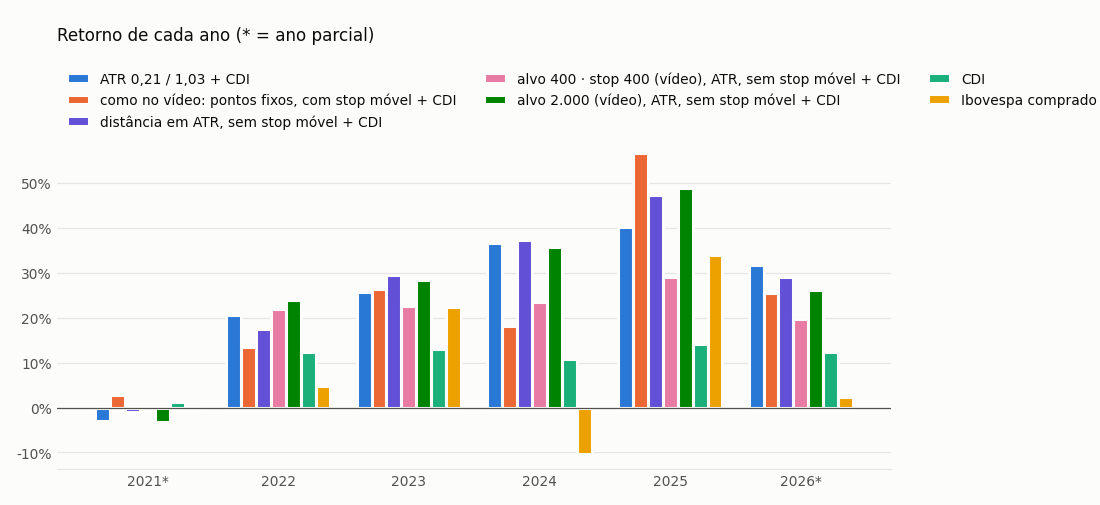 Retorno de cada ano (* = ano parcial)
ATR 0,21 / 1,03 + CDI
como no vídeo: pontos fixos, com stop móvel + CDI
distância em ATR, sem stop móvel + CDI
alvo 400 · stop 400 (vídeo), ATR, sem stop móvel + CDI
alvo 2.000 (vídeo), ATR, sem stop móvel + CDI
CDI
Ibovespa comprado
50%
40%
30%
20%
10%
0%
-10%
2021* 2022 2023 2024 2025 2026*